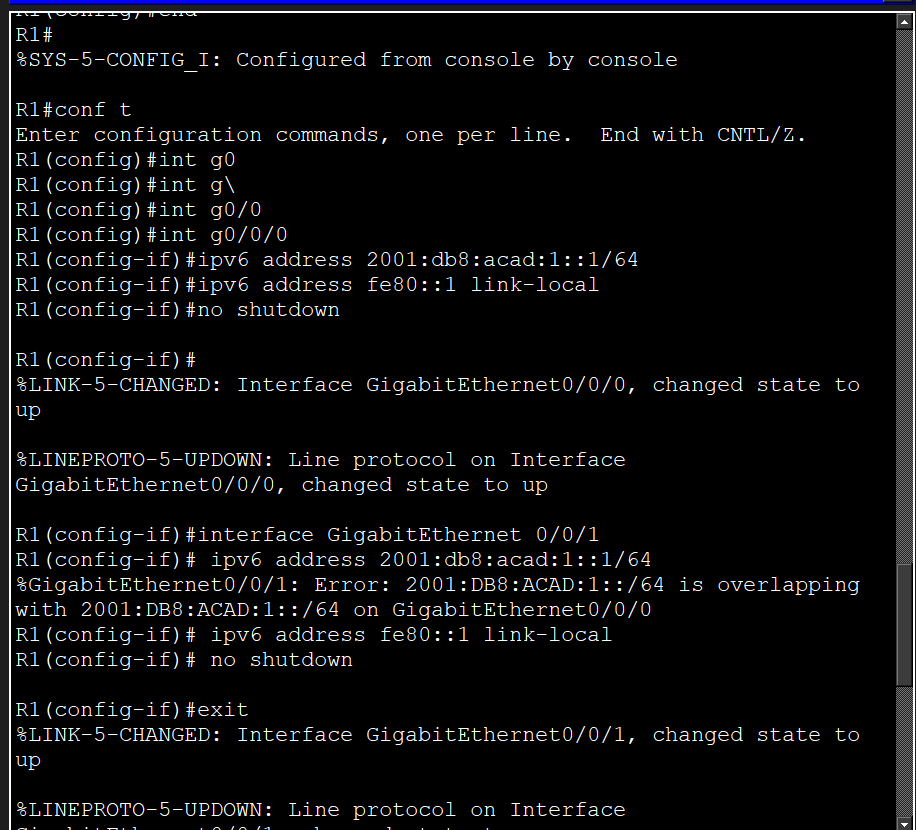 R1(config)#end
R1#
%SYS-5-CONFIG_I: Configured from console by console
R1#conf t
Enter configuration commands, one per line.  End with CNTL/Z.
R1(config)#int g0
R1(config)#int g\
R1(config)#int g0/0
R1(config)#int g0/0/0
R1(config-if)#ipv6 address 2001:db8:acad:1::1/64
R1(config-if)#ipv6 address fe80::1 link-local
R1(config-if)#no shutdown
R1(config-if)#
%LINK-5-CHANGED: Interface GigabitEthernet0/0/0, changed state to
up
%LINEPROTO-5-UPDOWN: Line protocol on Interface
GigabitEthernet0/0/0, changed state to up
R1(config-if)#interface GigabitEthernet 0/0/1
R1(config-if)# ipv6 address 2001:db8:acad:1::1/64
%GigabitEthernet0/0/1: Error: 2001:DB8:ACAD:1::/64 is overlapping
with 2001:DB8:ACAD:1::/64 on GigabitEthernet0/0/0
R1(config-if)# ipv6 address fe80::1 link-local
R1(config-if)# no shutdown
R1(config-if)#exit
%LINK-5-CHANGED: Interface GigabitEthernet0/0/1, changed state to
up
%LINEPROTO-5-UPDOWN: Line protocol on Interface